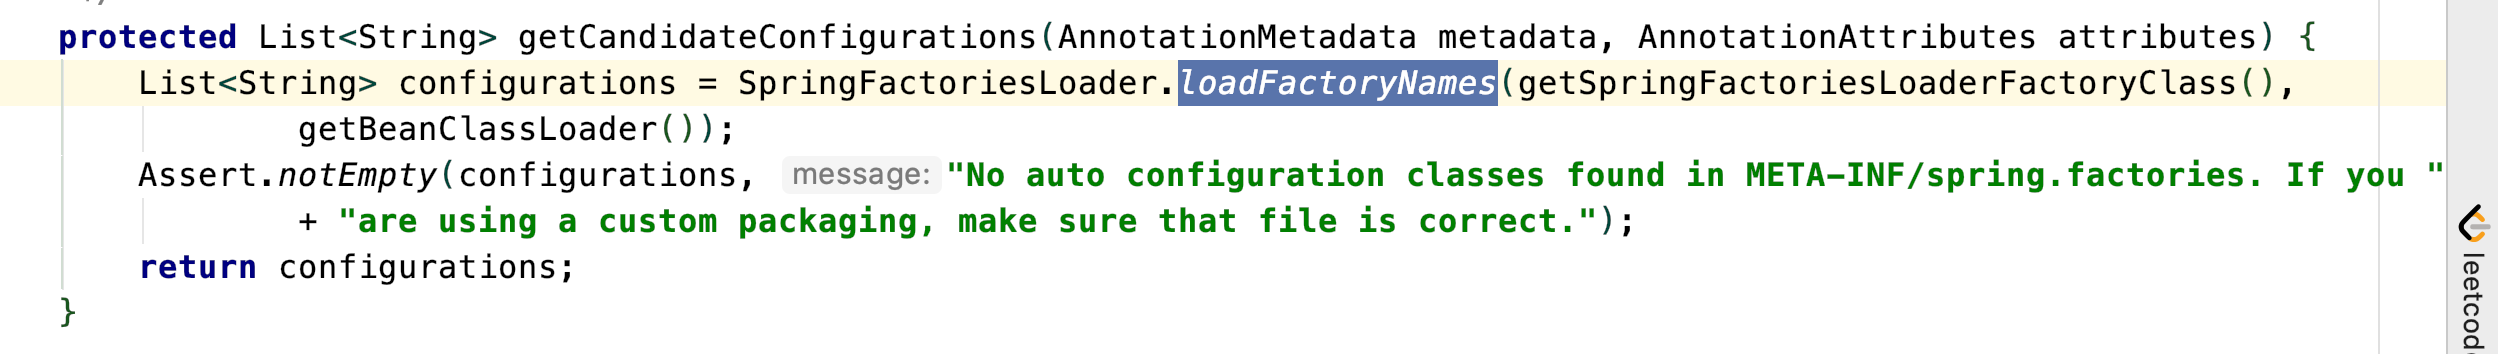 protected List<String> getCandidateConfigurations(AnnotationMetadata metadata, AnnotationAttributes attributes) {
List<String> configurations = SpringFactoriesLoader.loadFactoryNames(getSpringFactoriesLoaderFactoryClass(),
getBeanClassLoader());
Assert.notEmpty(configurations, message: "No auto configuration classes found in META-INF/spring.factories. If you "
+ "are using a custom packaging, make sure that file is correct.");
return configurations;
}
leetcod